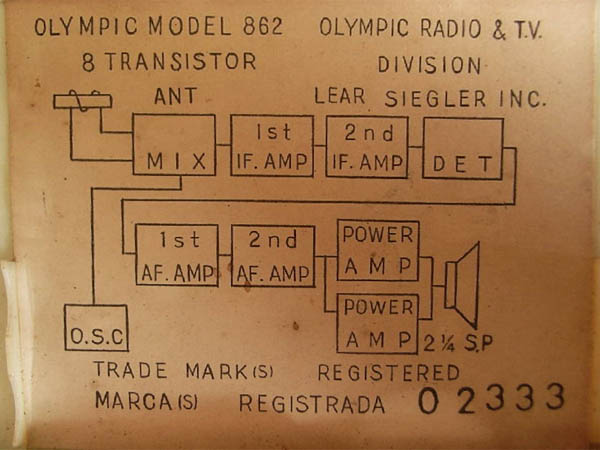 OLYMPIC MODEL 862 OLYMPIC RADIO & T.V.
8 TRANSISTOR DIVISION
ANT LEAR SIEGLER INC.
MIX
1st
IF. AMP
2nd
IF. AMP
DET
1st
AF. AMP
2nd
AF. AMP
POWER
AMP
POWER
AMP
O.S.C
2¼ S.P
TRADE MARK(S) REGISTERED
MARCA(S) REGISTRADA 02333